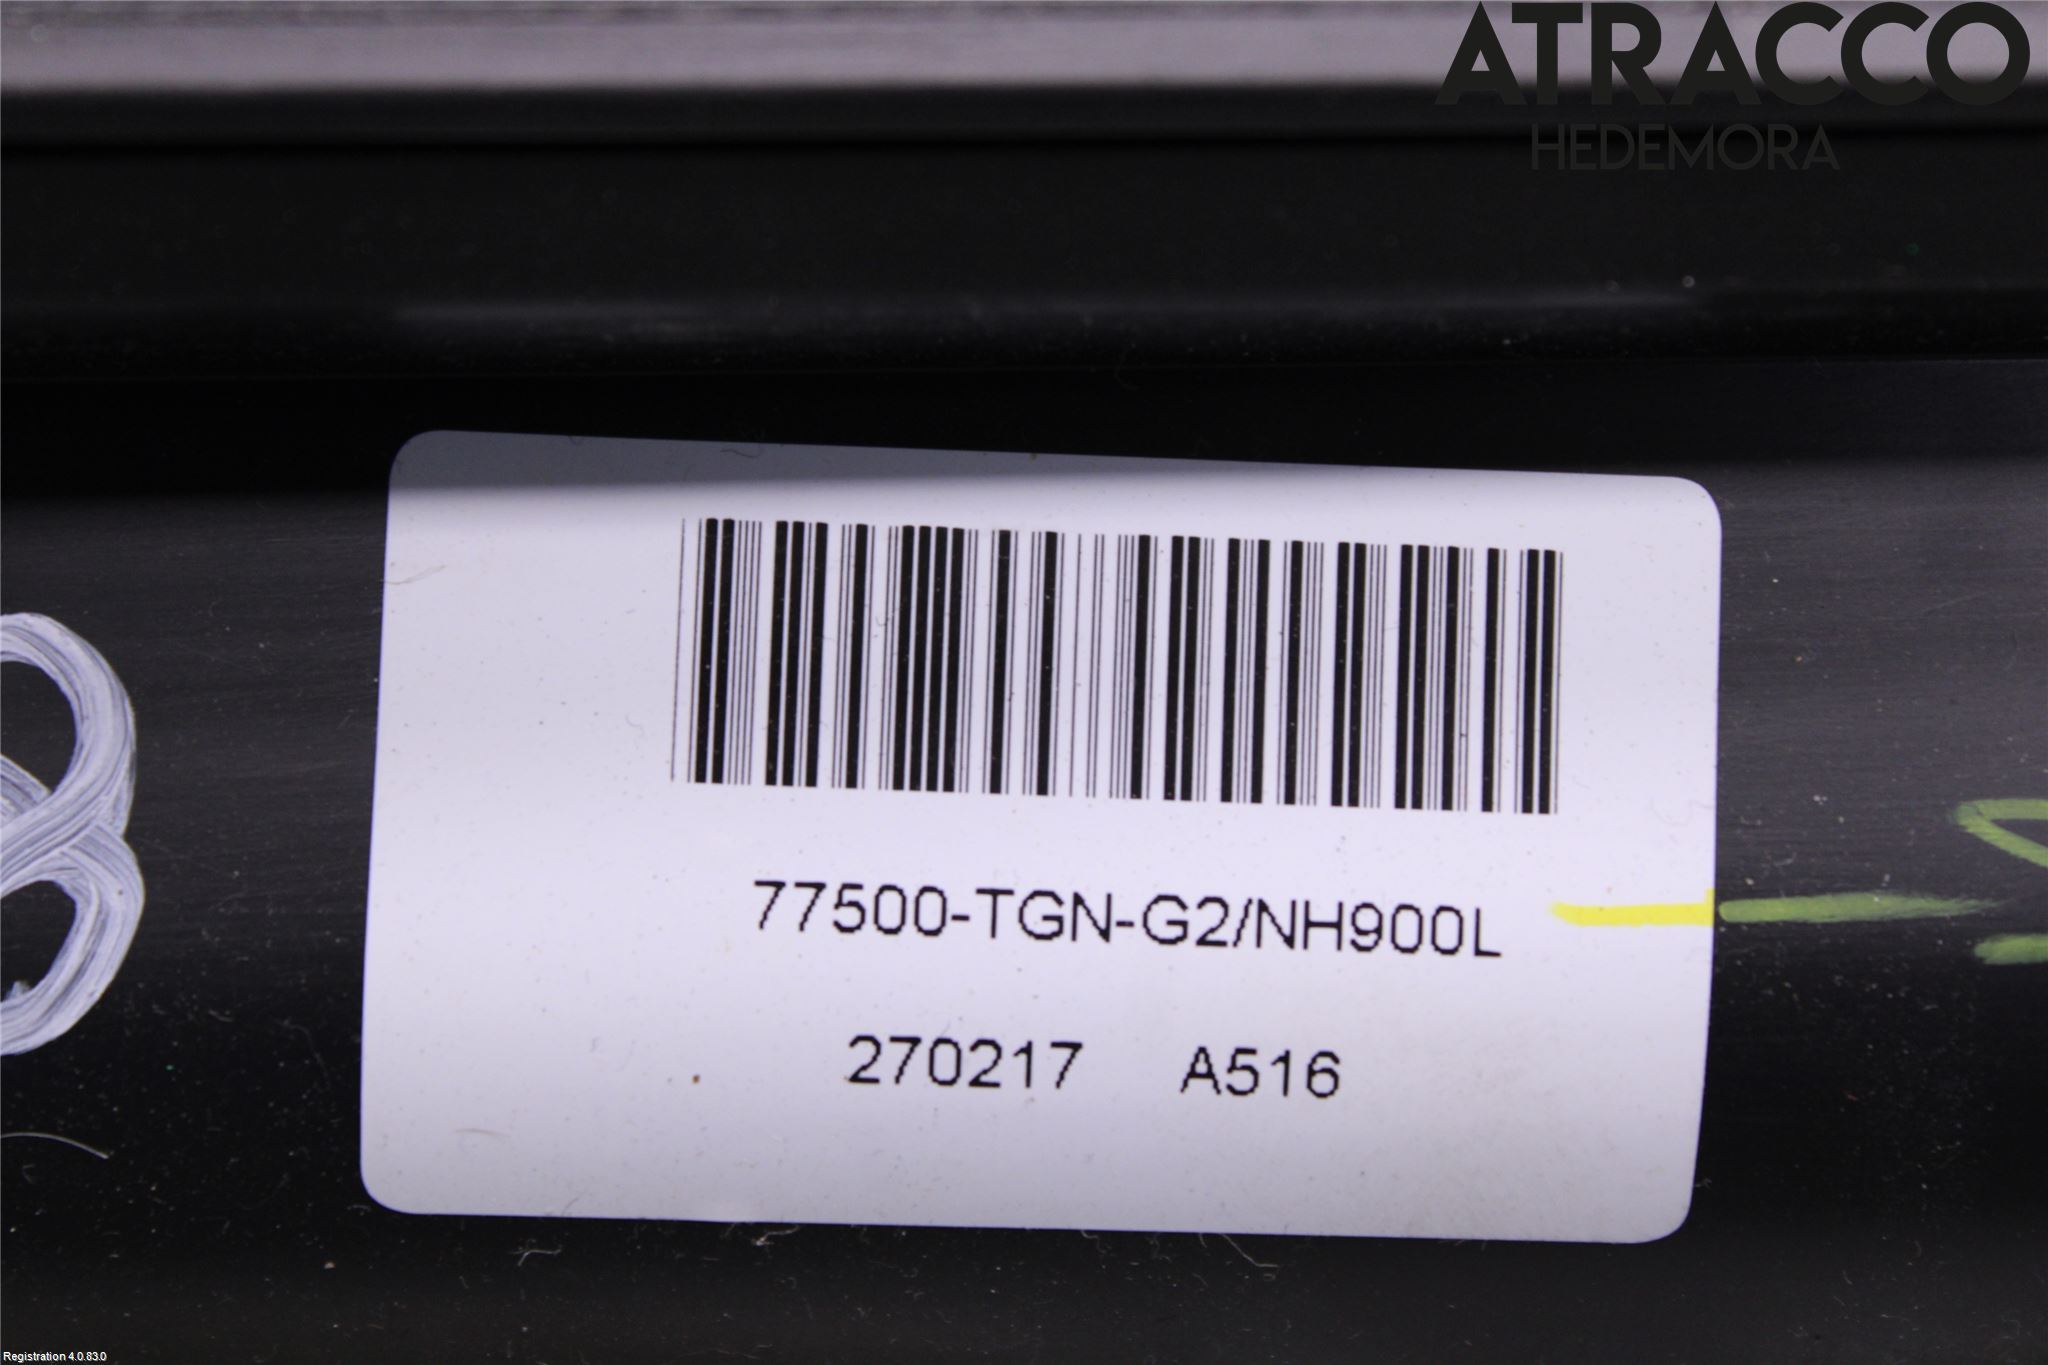 ATRACCO
HEDEMORA
77500-TGN-G2/NH900L
270217 A516
Registration 4.0.83.0